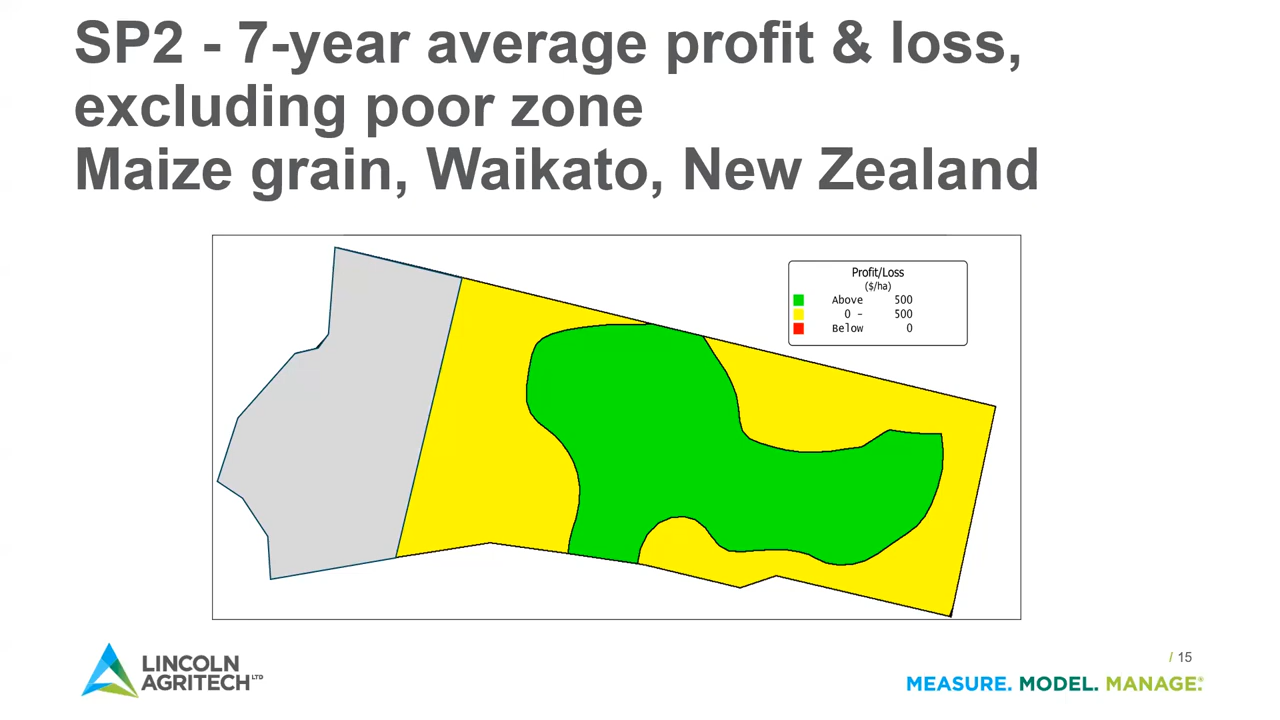 SP2 - 7-year average profit & loss,
excluding poor zone
Maize grain, Waikato, New Zealand
Profit/Loss
($/ha)
Above 500
0 - 500
Below 0
LINCOLN
AGRITECH LTD
/ 15
MEASURE. MODEL. MANAGE.®